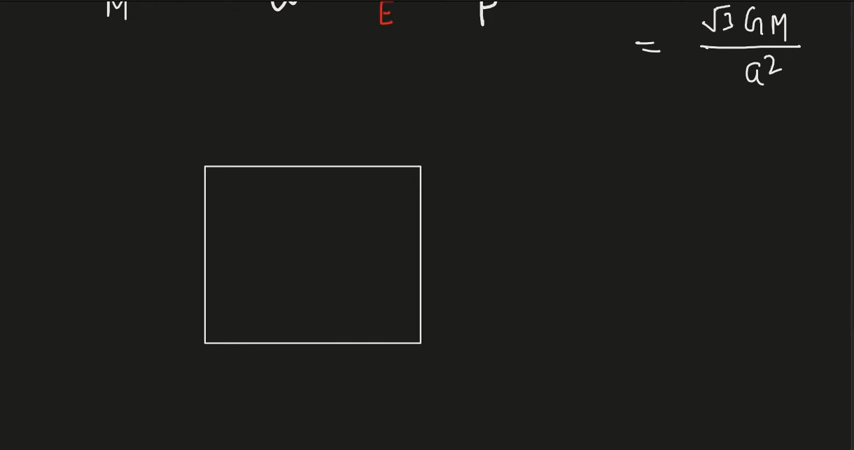 M E P
= √3 GM
a²